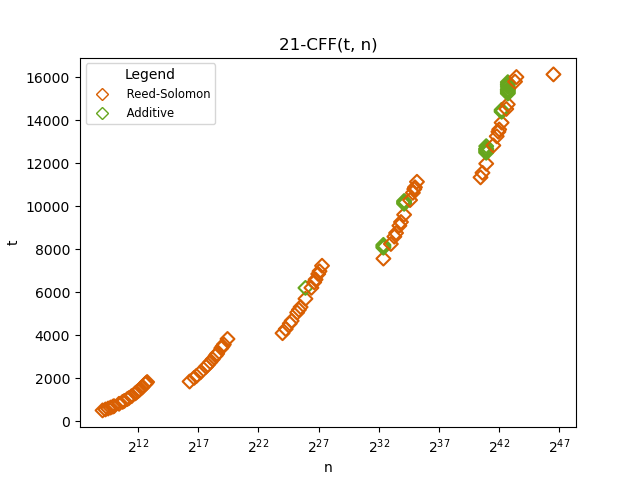 21-CFF(t, n)
Legend
Reed-Solomon
Additive
t
16000
14000
12000
10000
8000
6000
4000
2000
0
2^12 2^17 2^22 2^27 2^32 2^37 2^42 2^47
n